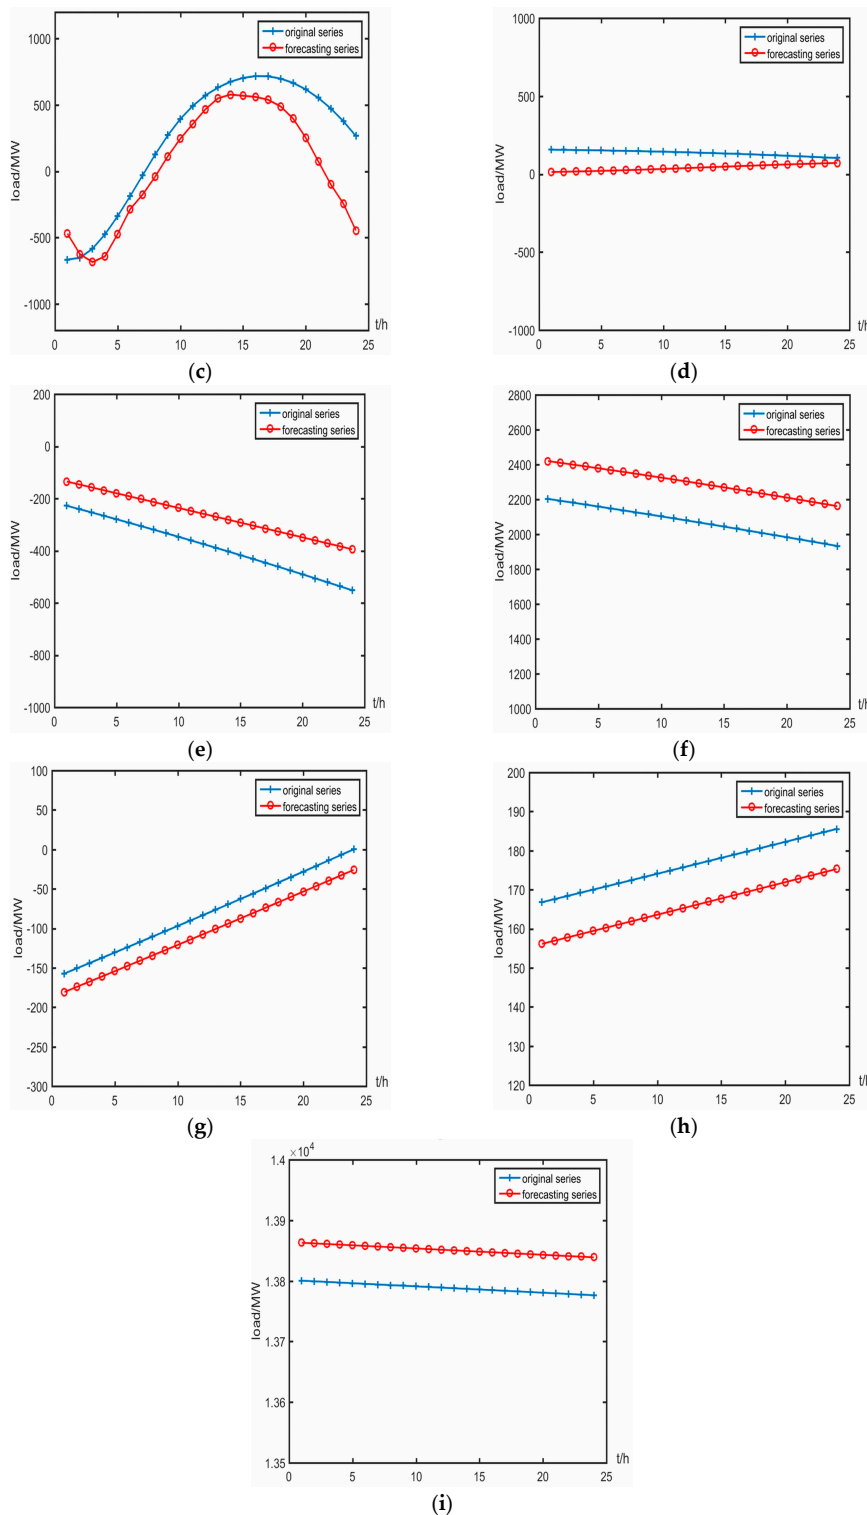 original series
forecasting series
1000
500
0
-500
-1000
load/MW
0 5 10 15 20 25
t/h
(c)
original series
forecasting series
1000
500
0
500
-1000
load/MW
0 5 10 15 20 25
t/h
(d)
original series
forecasting series
200
0
-200
-400
-600
-800
-1000
load/MW
0 5 10 15 20 25
t/h
(e)
original series
forecasting series
2800
2600
2400
2200
2000
1800
1600
1400
1200
1000
load/MW
0 5 10 15 20 25
t/h
(f)
original series
forecasting series
100
50
0
-50
-100
-150
-200
-250
-300
load/MW
0 5 10 15 20 25
t/h
(g)
original series
forecasting series
200
190
180
170
160
150
140
130
120
load/MW
0 5 10 15 20 25
t/h
(h)
×10⁴
original series
forecasting series
1.4
1.39
1.38
1.37
1.36
1.35
load/MW
0 5 10 15 20 25
t/h
(i)